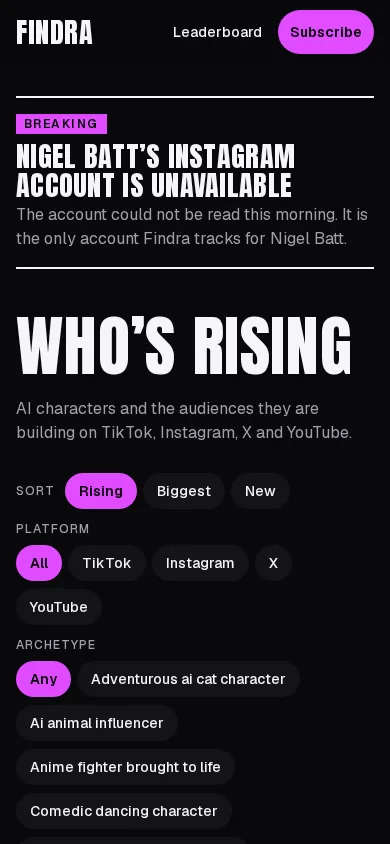 FINDRA
Leaderboard
Subscribe
BREAKING
NIGEL BATT’S INSTAGRAM
ACCOUNT IS UNAVAILABLE
The account could not be read this morning. It is
the only account Findra tracks for Nigel Batt.
WHO’S RISING
AI characters and the audiences they are
building on TikTok, Instagram, X and YouTube.
SORT Rising Biggest New
PLATFORM
All TikTok Instagram X
YouTube
ARCHETYPE
Any Adventurous ai cat character
Ai animal influencer
Anime fighter brought to life
Comedic dancing character